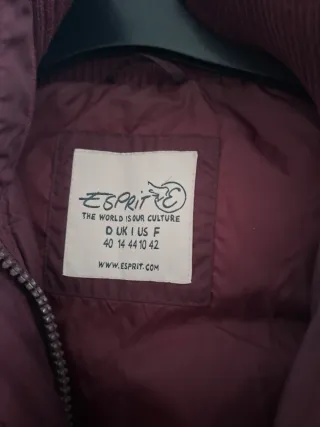 ESPRIT E
THE WORLD IS OUR CULTURE
D UK I US F
40 14 44 10 42
WWW.ESPRIT.COM